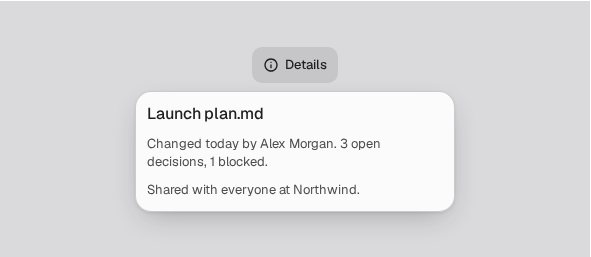 Details
Launch plan.md
Changed today by Alex Morgan. 3 open
decisions, 1 blocked.
Shared with everyone at Northwind.